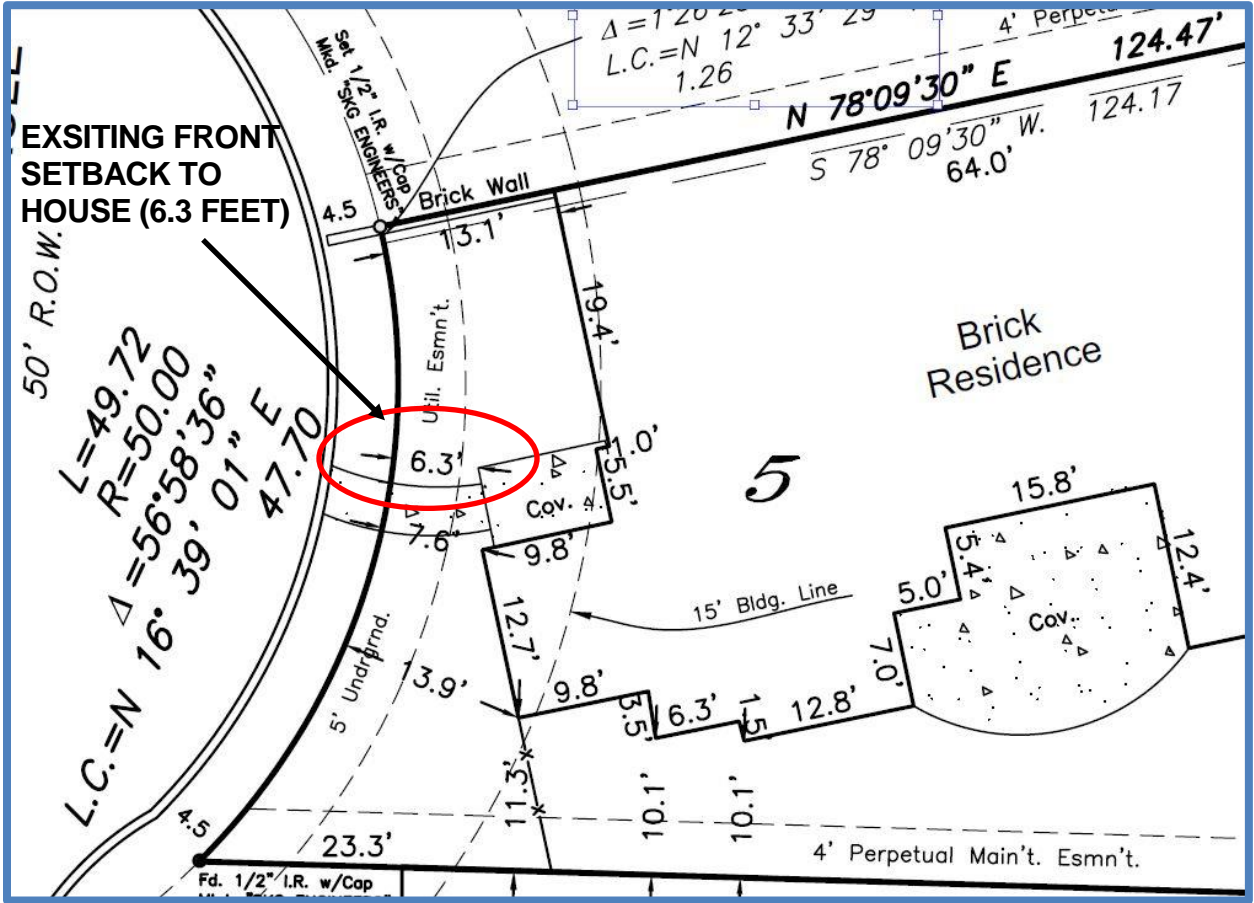 Δ=1°26'
L.C.=N 12° 33' 29"
1.26
4' Perpetual
124.47'
N 78°09'30" E
S 78° 09'30" W. 124.17
64.0'
Set 1/2" I.R. w/Cap
Mkd. "SKG ENGINEERS"
EXSITING FRONT
SETBACK TO
HOUSE (6.3 FEET)
4.5
Brick Wall
13.1'
50' R.O.W.
19.4'
Util. Esmn't.
Brick
Residence
L=49.72
R=50.00
Δ=56°58'36"
L.C.=N 16° 39' 01" E
47.70
6.3'
1.0'
5.5'
Cov.
5
7.6'
9.8'
15.8'
5.4'
12.4'
5.0'
Cov.
15' Bldg. Line
12.7'
7.0'
13.9'
5' Undrgrnd.
9.8'
3.5'
6.3'
1.5'
12.8'
11.3'
10.1'
10.1'
4.5
23.3'
4' Perpetual Main't. Esmn't.
Fd. 1/2" I.R. w/Cap